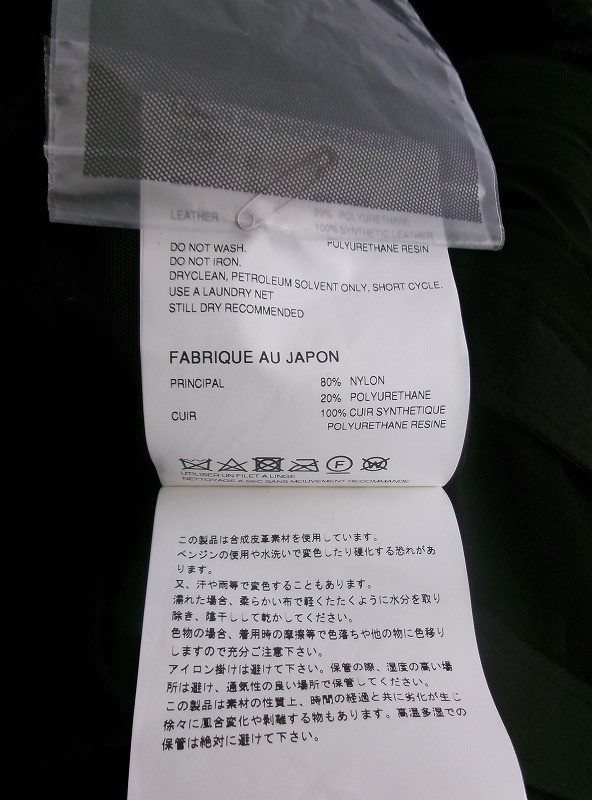 LEATHER 20% POLYURETHANE
100% SYNTHETIC LEATHER
POLYURETHANE RESIN
DO NOT WASH.
DO NOT IRON.
DRYCLEAN, PETROLEUM SOLVENT ONLY, SHORT CYCLE.
USE A LAUNDRY NET
STILL DRY RECOMMENDED
FABRIQUE AU JAPON
PRINCIPAL 80% NYLON
20% POLYURETHANE
CUIR 100% CUIR SYNTHETIQUE
POLYURETHANE RESINE
F W
UTILISER UN FILET A LINGE
NETTOYAGE A SEC SANS MOUVEMENT RECOMMANDE
この製品は合成皮革素材を使用しています。
ベンジンの使用や水洗いで変色したり硬化する恐れがあ
ります。
又、汗や雨等で変色することもあります。
濡れた場合、柔らかい布で軽くたたくように水分を取り
除き、陰干しして乾かしてください。
色物の場合、着用時の摩擦等で色落ちや他の物に色移り
しますので充分ご注意下さい。
アイロン掛けは避けて下さい。保管の際、湿度の高い場
所は避け、通気性の良い場所で保管してください。
この製品は素材の性質上、時間の経過と共に劣化が生じ
徐々に風合変化や剥離する物もあります。高温多湿での
保管は絶対に避けて下さい。